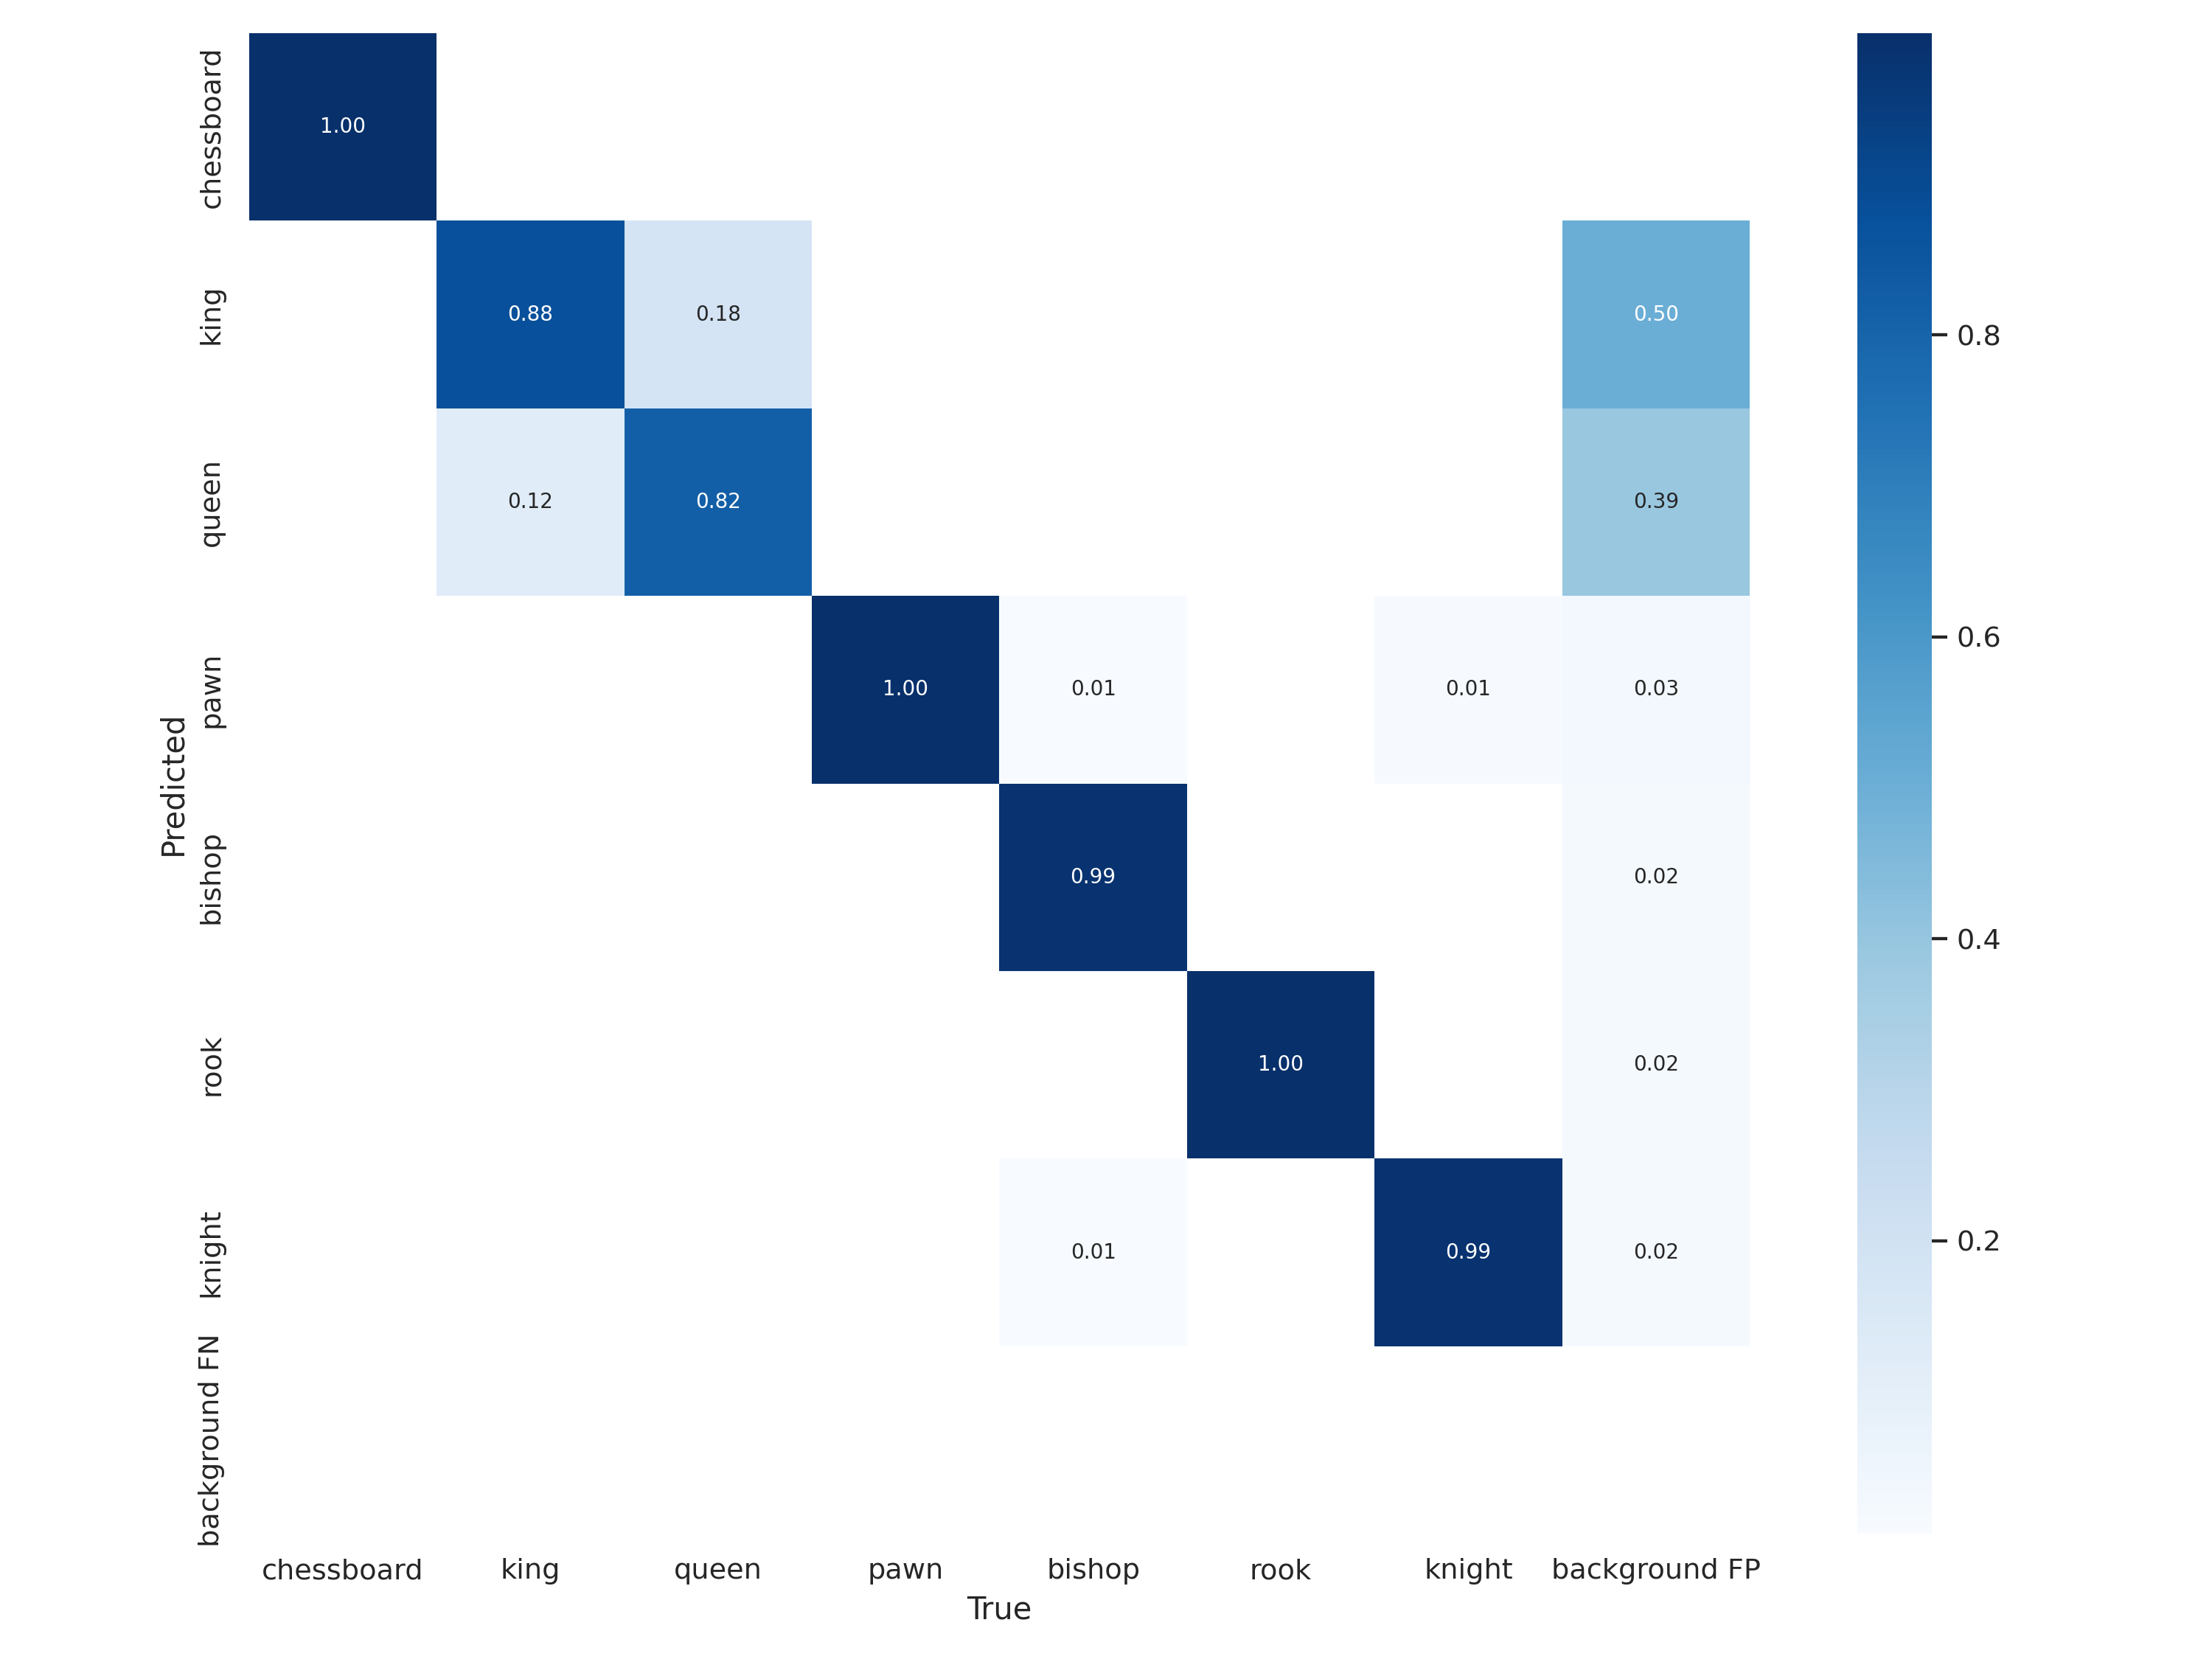 chessboard
1.00
king
0.88 0.18 0.50
0.8
queen
0.12 0.82 0.39
0.6
pawn
1.00 0.01 0.01 0.03
Predicted
bishop
0.99 0.02
0.4
rook
1.00 0.02
knight
0.01 0.99 0.02
0.2
background FN
chessboard king queen pawn bishop rook knight background FP
True